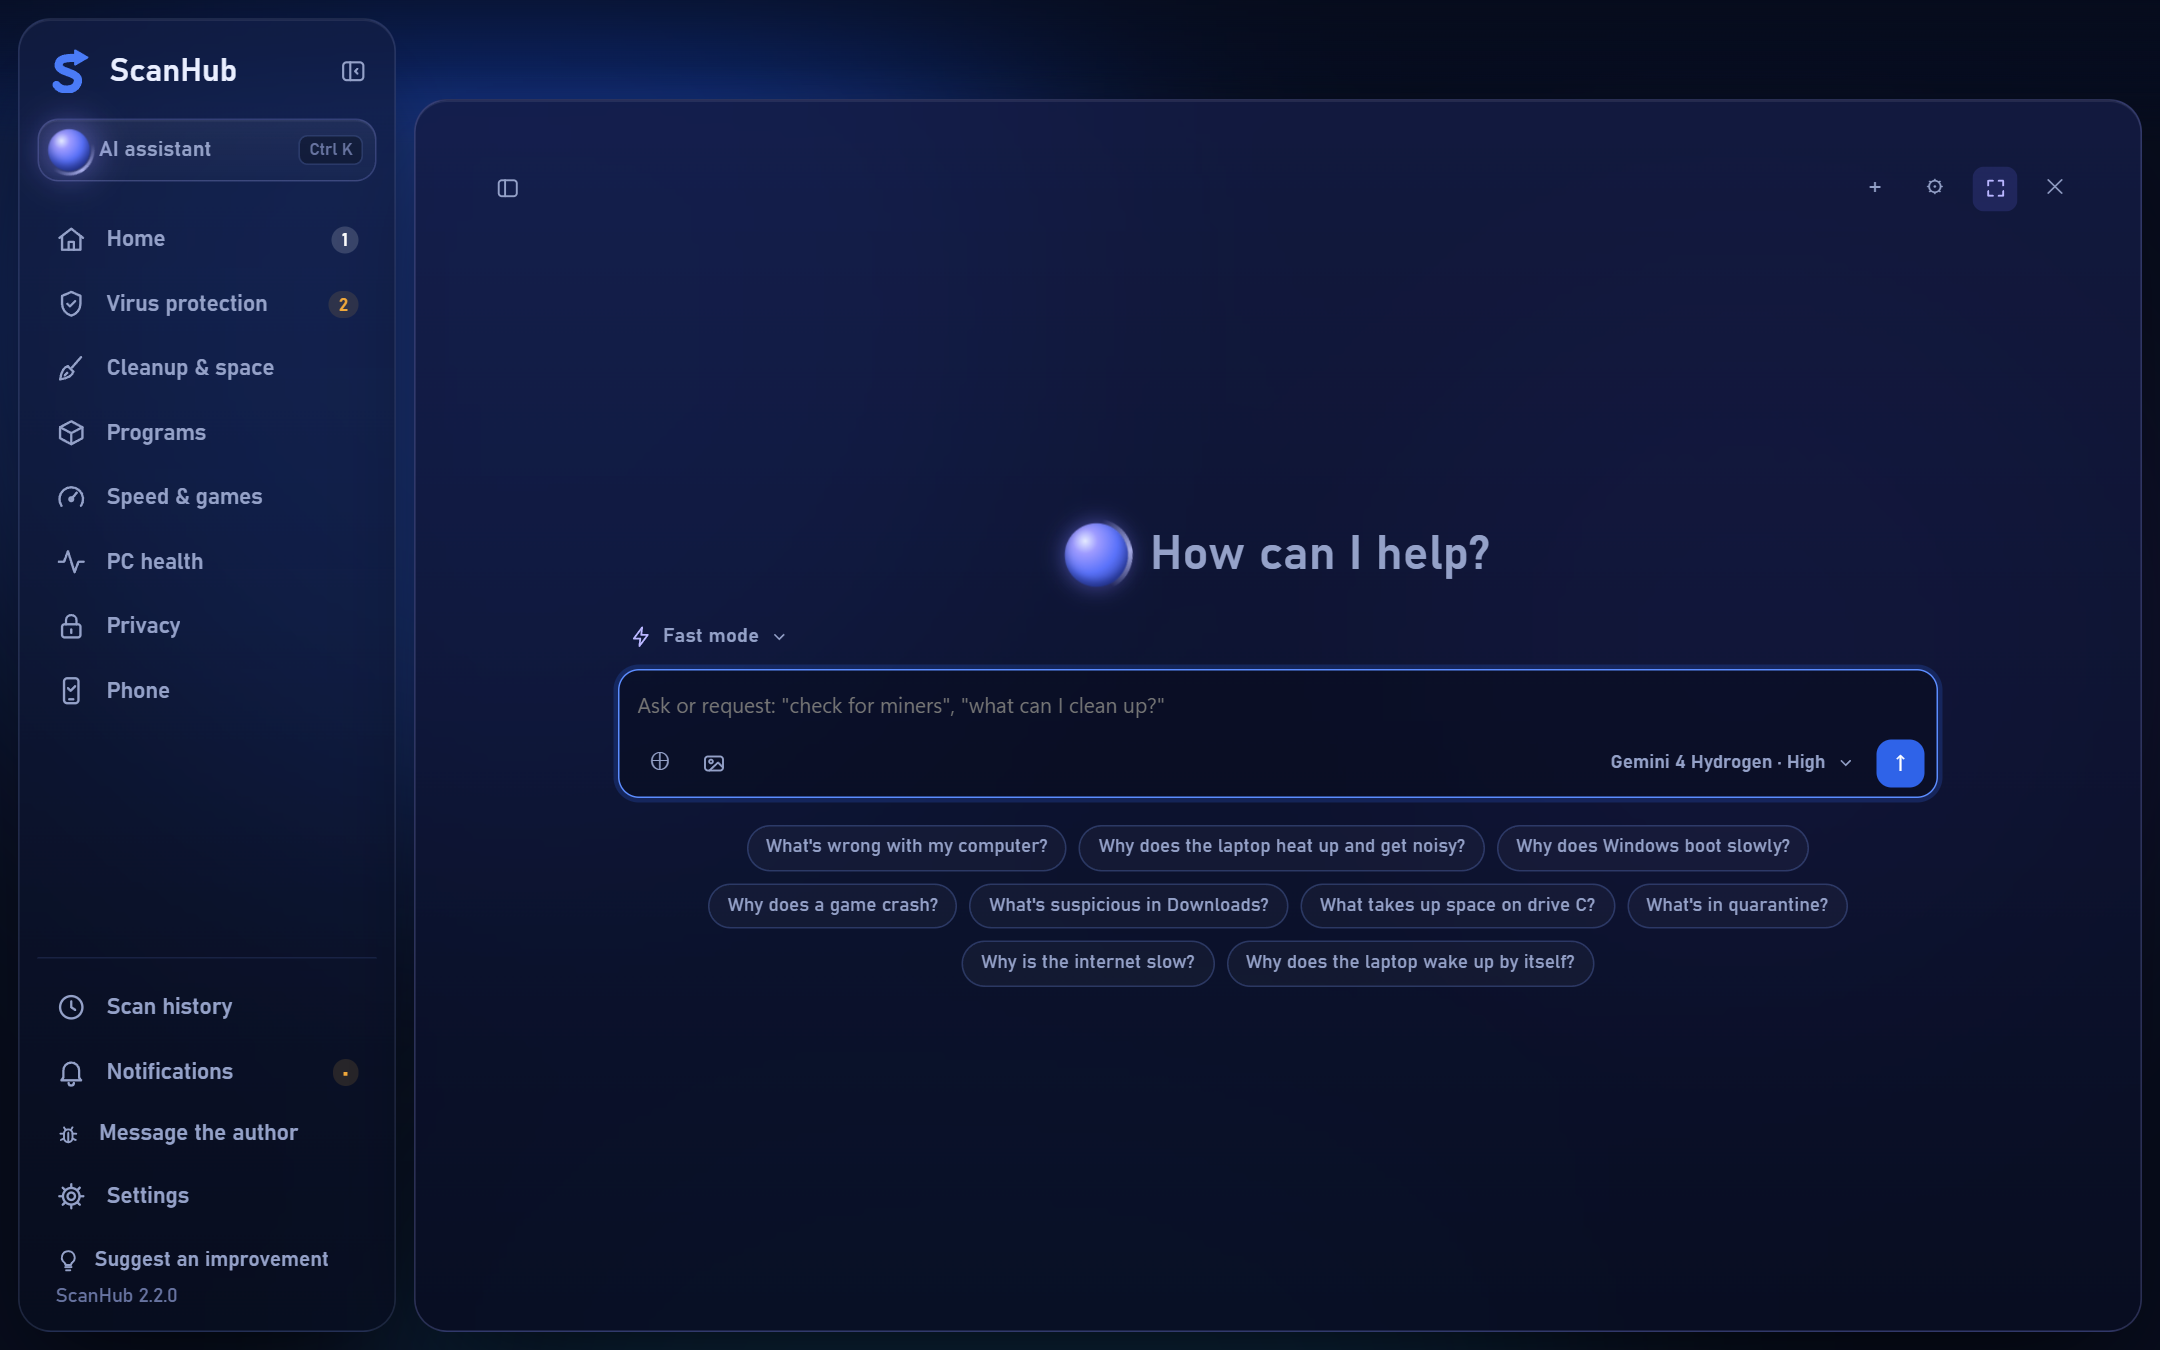 ScanHub
AI assistant Ctrl K
Home 1
Virus protection 2
Cleanup & space
Programs
Speed & games
PC health
Privacy
Phone
Scan history
Notifications
Message the author
Settings
Suggest an improvement
ScanHub 2.2.0
How can I help?
Fast mode
Ask or request: "check for miners", "what can I clean up?"
Gemini 4 Hydrogen · High
What's wrong with my computer? Why does the laptop heat up and get noisy? Why does Windows boot slowly?
Why does a game crash? What's suspicious in Downloads? What takes up space on drive C? What's in quarantine?
Why is the internet slow? Why does the laptop wake up by itself?